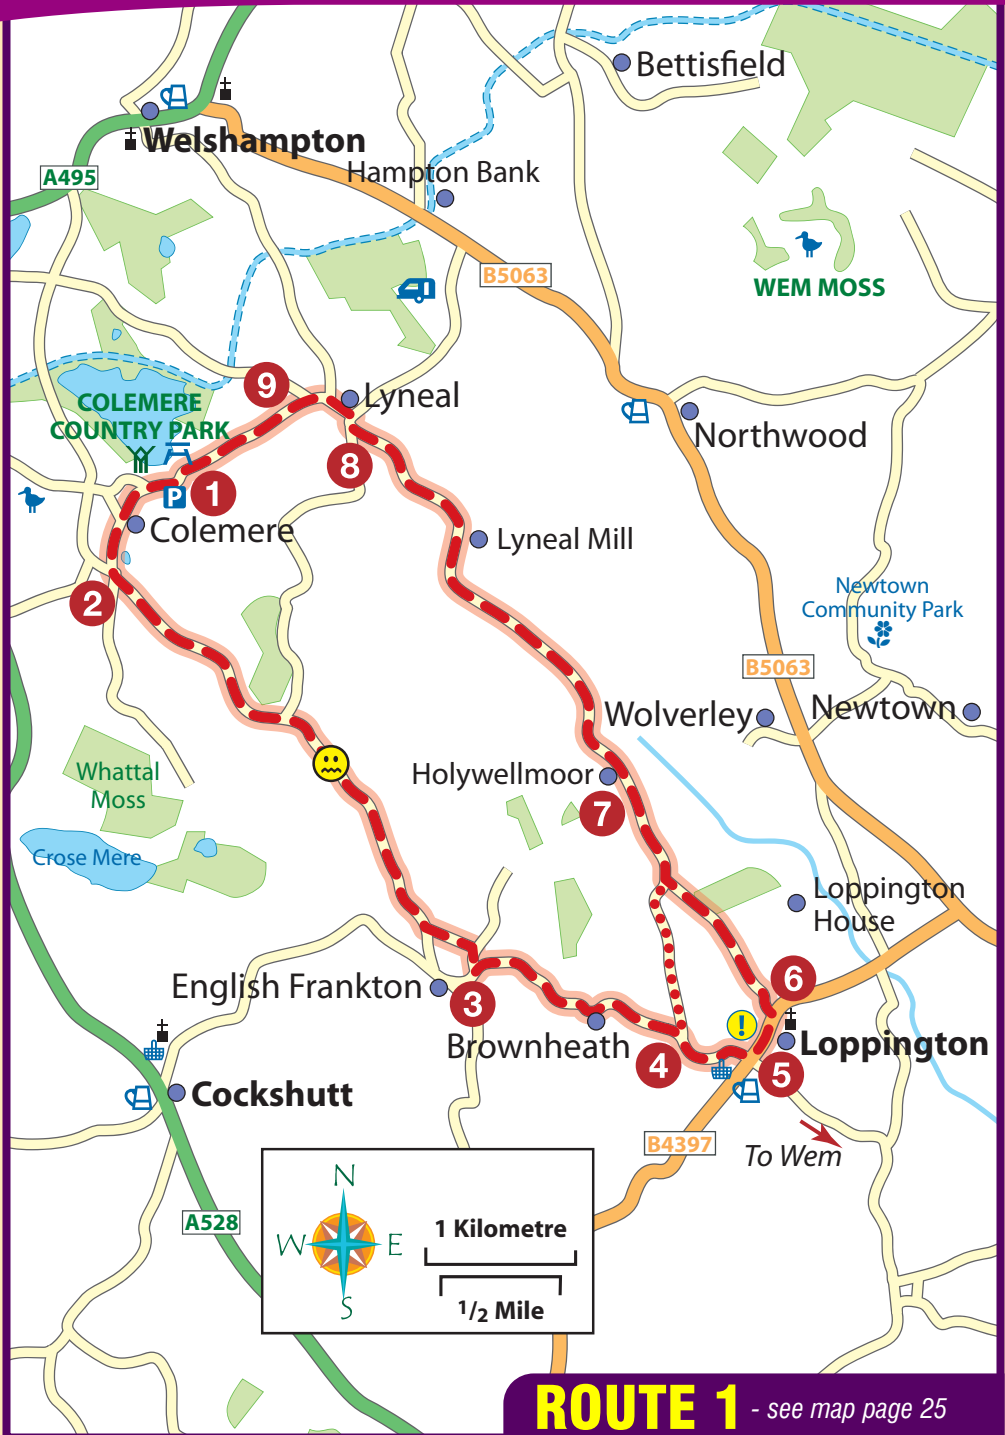 Bettisfield
Welshampton
A495
Hampton Bank
B5063
WEM MOSS
9
Lyneal
COLEMERE
COUNTRY PARK
Northwood
8
P
1
Colemere
Lyneal Mill
2
Newtown
Community Park
B5063
Wolverley
Newtown
Whattal
Moss
Holywellmoor
7
Crose Mere
Loppington
House
English Frankton
3
6
!
Brownheath
4
Loppington
5
Cockshutt
B4397
To Wem
A528
N
W
E
S
1 Kilometre
1/2 Mile
ROUTE 1 - see map page 25